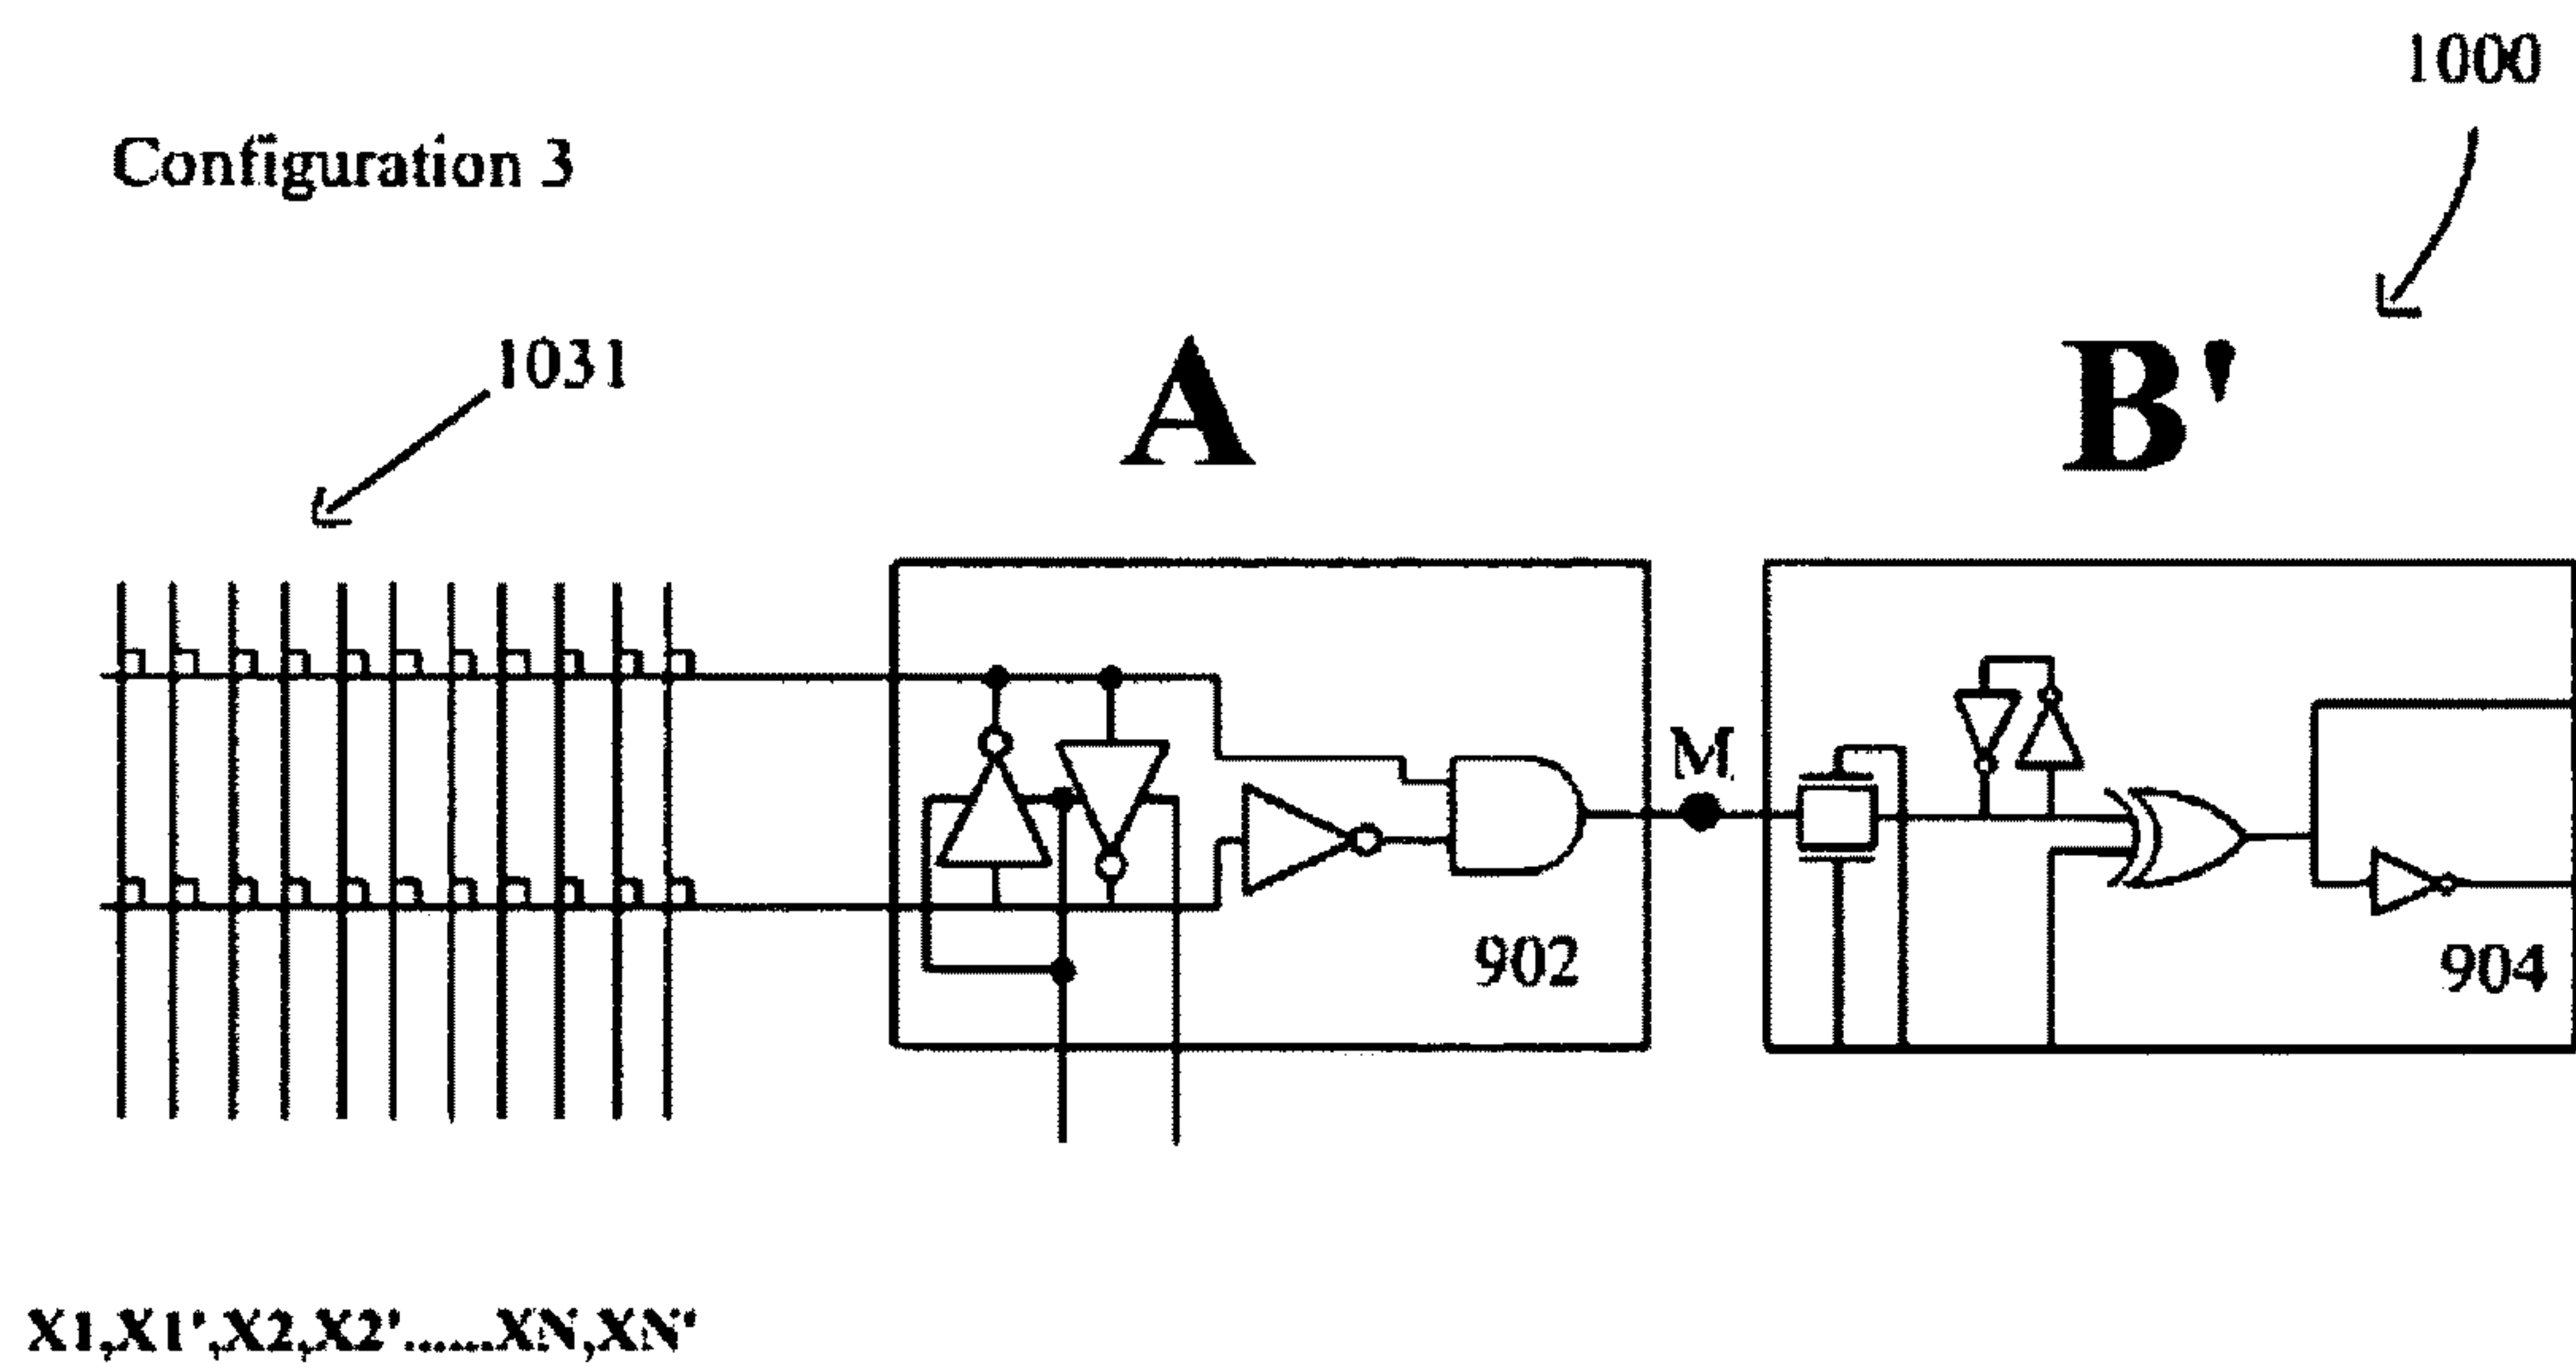 1000
Configuration 3
1031
A
B'
M
902
904
X1,X1',X2,X2'......XN,XN'